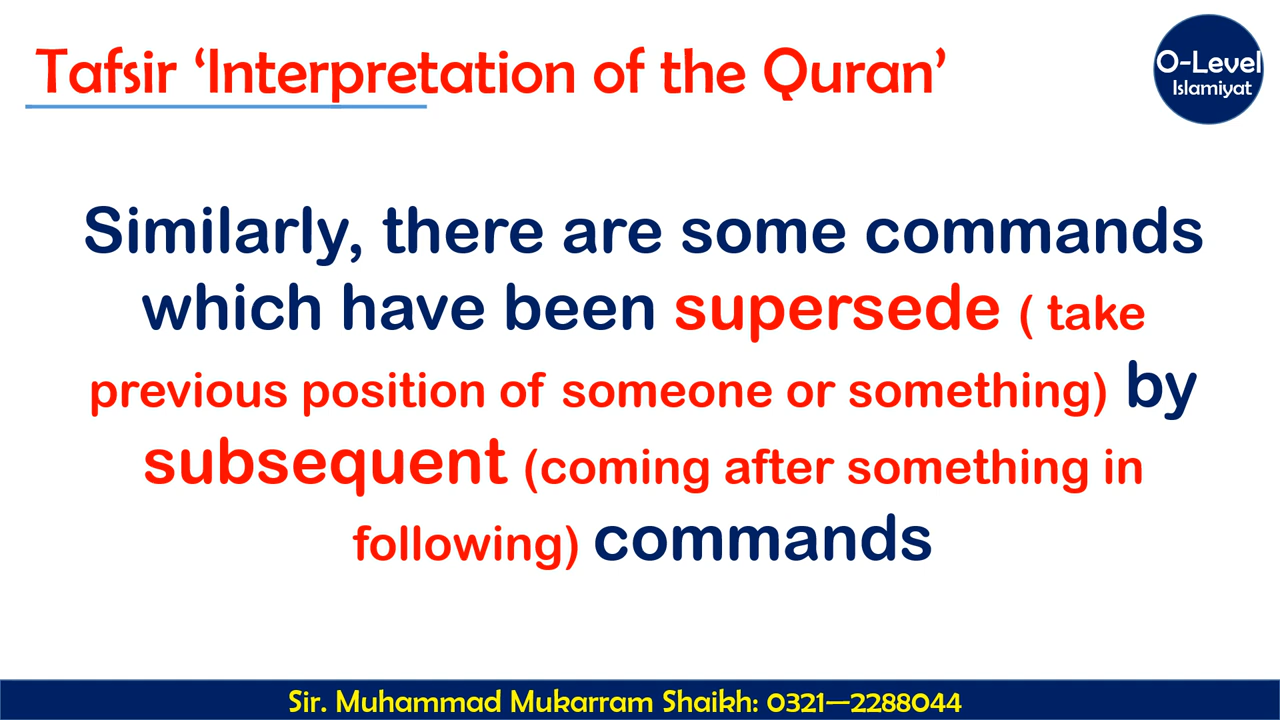 Tafsir ‘Interpretation of the Quran’
O-Level
Islamiyat
Similarly, there are some commands
which have been supersede ( take
previous position of someone or something) by
subsequent (coming after something in
following) commands
Sir. Muhammad Mukarram Shaikh: 0321—2288044